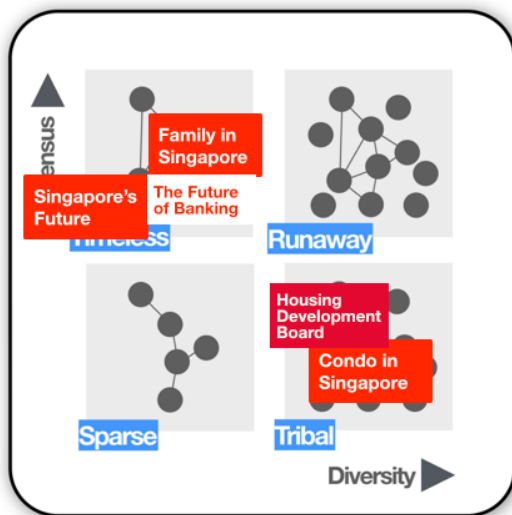 Family in
Singapore
Singapore's
Future
The Future
of Banking
Timeless
Runaway
Housing
Development
Board
Condo in
Singapore
Sparse
Tribal
Diversity